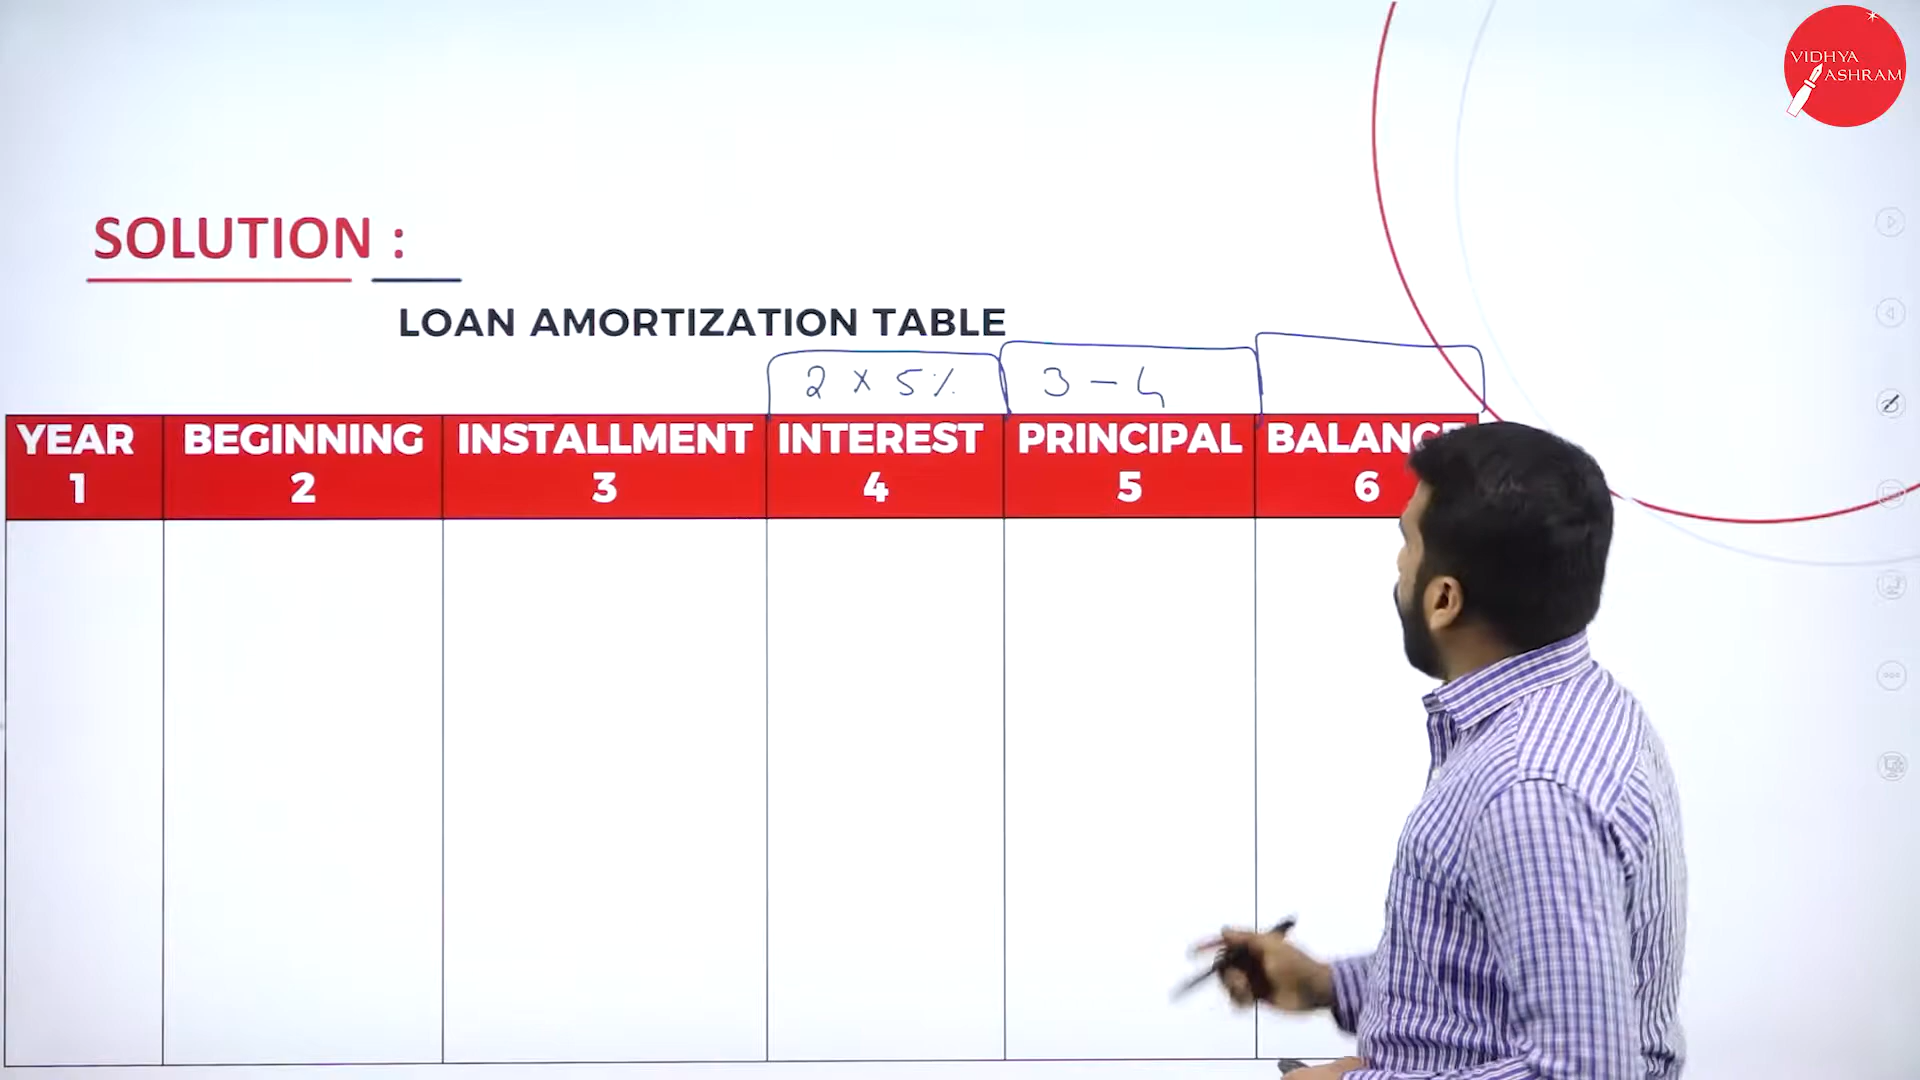 VIDHYA
ASHRAM
SOLUTION :
LOAN AMORTIZATION TABLE
2 × 5% 3 – 4
YEAR BEGINNING INSTALLMENT INTEREST PRINCIPAL BALANCE
1 2 3 4 5 6